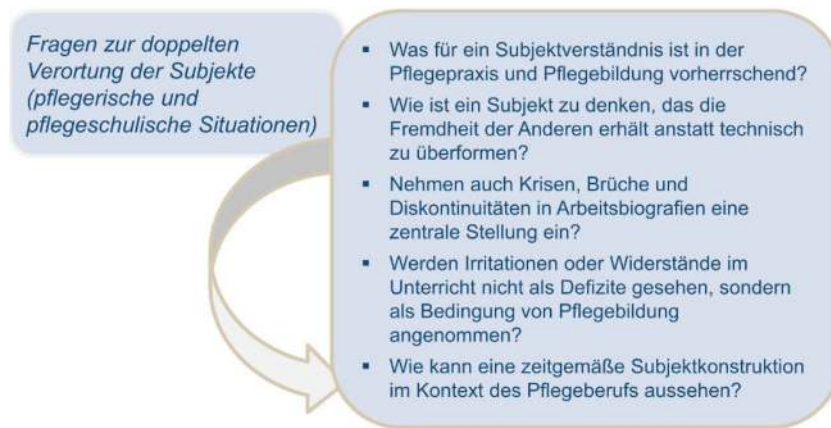 Fragen zur doppelten
Verortung der Subjekte
(pflegerische und
pflegeschulische Situationen)
▪ Was für ein Subjektverständnis ist in der
Pflegepraxis und Pflegebildung vorherrschend?
▪ Wie ist ein Subjekt zu denken, das die
Fremdheit der Anderen erhält anstatt technisch
zu überformen?
▪ Nehmen auch Krisen, Brüche und
Diskontinuitäten in Arbeitsbiografien eine
zentrale Stellung ein?
▪ Werden Irritationen oder Widerstände im
Unterricht nicht als Defizite gesehen, sondern
als Bedingung von Pflegebildung
angenommen?
▪ Wie kann eine zeitgemäße Subjektkonstruktion
im Kontext des Pflegeberufs aussehen?